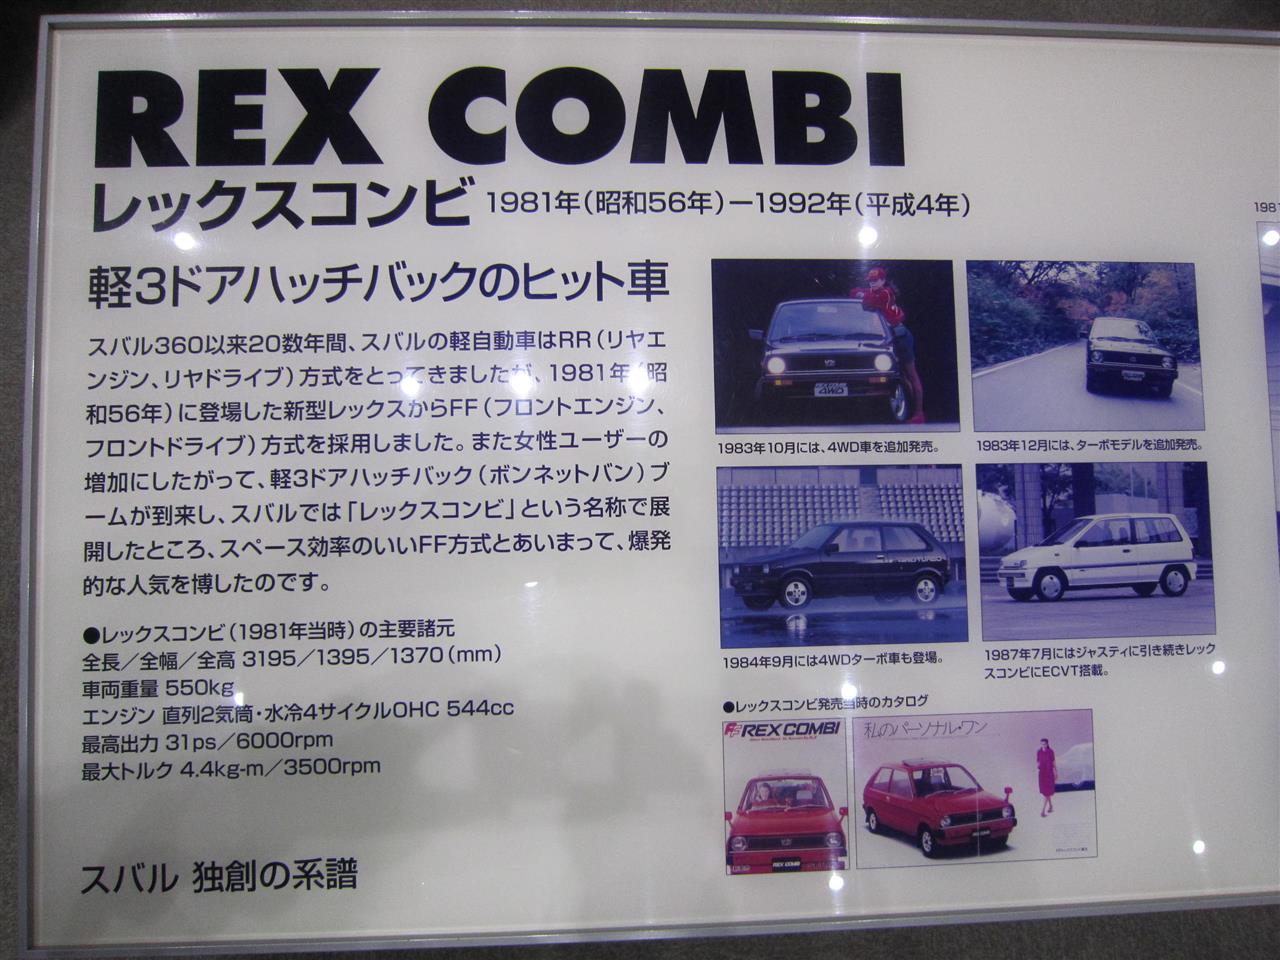 REX COMBI
レックスコンビ 1981年（昭和56年）－1992年（平成4年）
軽3ドアハッチバックのヒット車
スバル360以来20数年間、スバルの軽自動車はRR（リヤエ
ンジン、リヤドライブ）方式をとってきましたが、1981年（昭
和56年）に登場した新型レックスからFF（フロントエンジン、
フロントドライブ）方式を採用しました。また女性ユーザーの
増加にしたがって、軽3ドアハッチバック（ボンネットバン）ブ
ームが到来し、スバルでは「レックスコンビ」という名称で展
開したところ、スペース効率のいいFF方式とあいまって、爆発
的な人気を博したのです。
●レックスコンビ（1981年当時）の主要諸元
全長／全幅／全高 3195／1395／1370（mm）
車両重量 550kg
エンジン 直列2気筒・水冷4サイクルOHC 544cc
最高出力 31ps／6000rpm
最大トルク 4.4kg-m／3500rpm
スバル 独創の系譜
REX COMBI
4WD
1983年10月には、4WD車を追加発売。
1983年12月には、ターボモデルを追加発売。
1984年9月には4WDターボ車も登場。
1987年7月にはジャスティに引き続きレック
スコンビにECVT搭載。
●レックスコンビ発売当時のカタログ
FF REX COMBI
REX COMBI
私のパーソナル・ワン
REX COMBI
1981